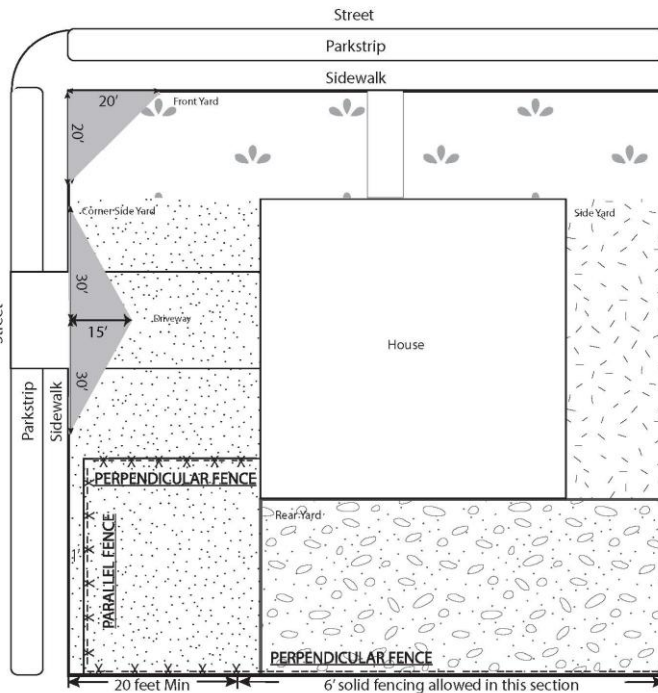 Street
Parkstrip
Sidewalk
20'
Front Yard
20'
Corner Side Yard
Side Yard
30'
Driveway
15'
House
Street
30'
Parkstrip
Sidewalk
PERPENDICULAR FENCE
Rear Yard
PARALLEL FENCE
1'
PERPENDICULAR FENCE
20 feet Min
6' solid fencing allowed in this section